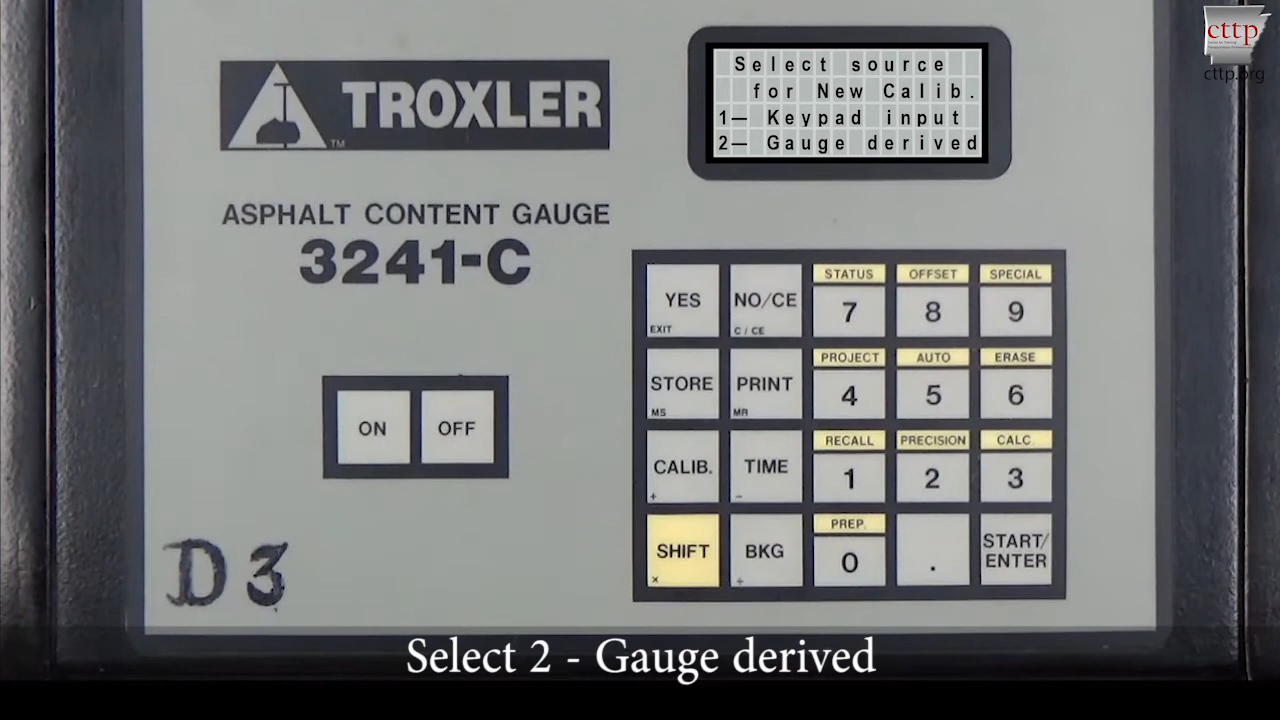 cttp
cttp.org
TROXLER
TM
ASPHALT CONTENT GAUGE
3241-C
Select source
for New Calib.
1— Keypad input
2— Gauge derived
YES
EXIT
NO/CE
C / CE
STATUS
7
OFFSET
8
SPECIAL
9
STORE
MS
PRINT
MR
PROJECT
4
AUTO
5
ERASE
6
CALIB.
+
TIME
–
RECALL
1
PRECISION
2
CALC.
3
SHIFT
×
BKG
÷
PREP.
0
.
START/
ENTER
ON
OFF
D3
Select 2 - Gauge derived